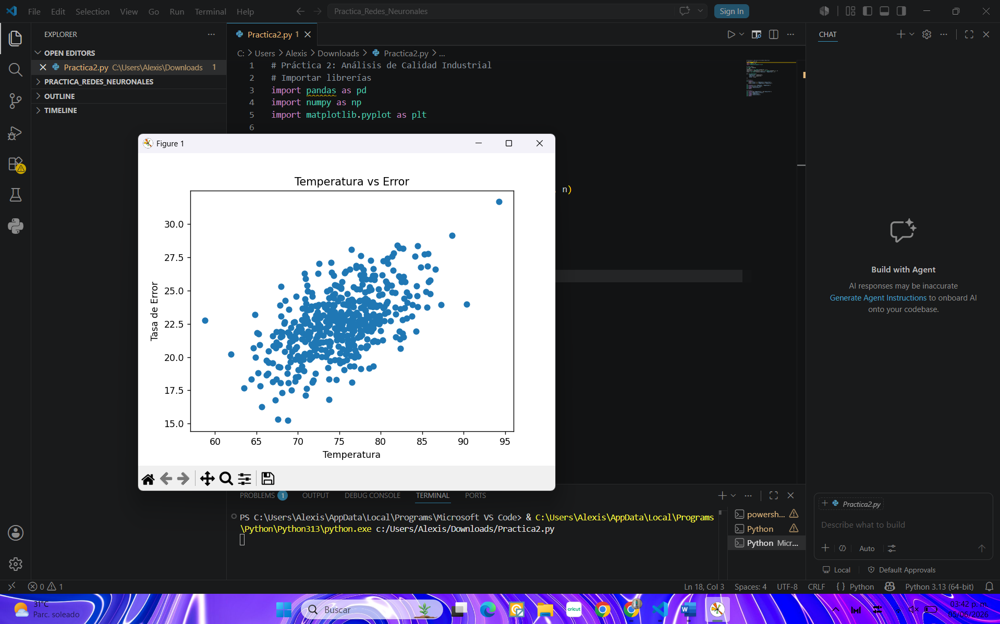 File Edit Selection View Go Run Terminal Help
Practica_Redes_Neuronales
Sign In
EXPLORER
OPEN EDITORS
Practica2.py C:\Users\Alexis\Downloads 1
PRACTICA_REDES_NEURONALES
OUTLINE
TIMELINE
Practica2.py 1
C: > Users > Alexis > Downloads > Practica2.py > ...
1 # Práctica 2: Análisis de Calidad Industrial
2 # Importar librerías
3 import pandas as pd
4 import numpy as np
5 import matplotlib.pyplot as plt
6
n)
Figure 1
Temperatura vs Error
Tasa de Error
30.0
27.5
25.0
22.5
20.0
17.5
15.0
60 65 70 75 80 85 90 95
Temperatura
PROBLEMS 1 OUTPUT DEBUG CONSOLE TERMINAL PORTS
PS C:\Users\Alexis\AppData\Local\Programs\Microsoft VS Code> & C:\Users\Alexis\AppData\Local\Programs
\Python\Python313\python.exe c:/Users/Alexis/Downloads/Practica2.py
powersh...
Python
Python Micr...
CHAT
Build with Agent
AI responses may be inaccurate
Generate Agent Instructions to onboard AI
onto your codebase.
Practica2.py
Describe what to build
Auto
Local Default Approvals
0 1
Ln 18, Col 3 Spaces: 4 UTF-8 CRLF { } Python Python 3.13 (64-bit)
31°C
Parc. soleado
Buscar
cricut
03:42 p. m.
05/06/2026